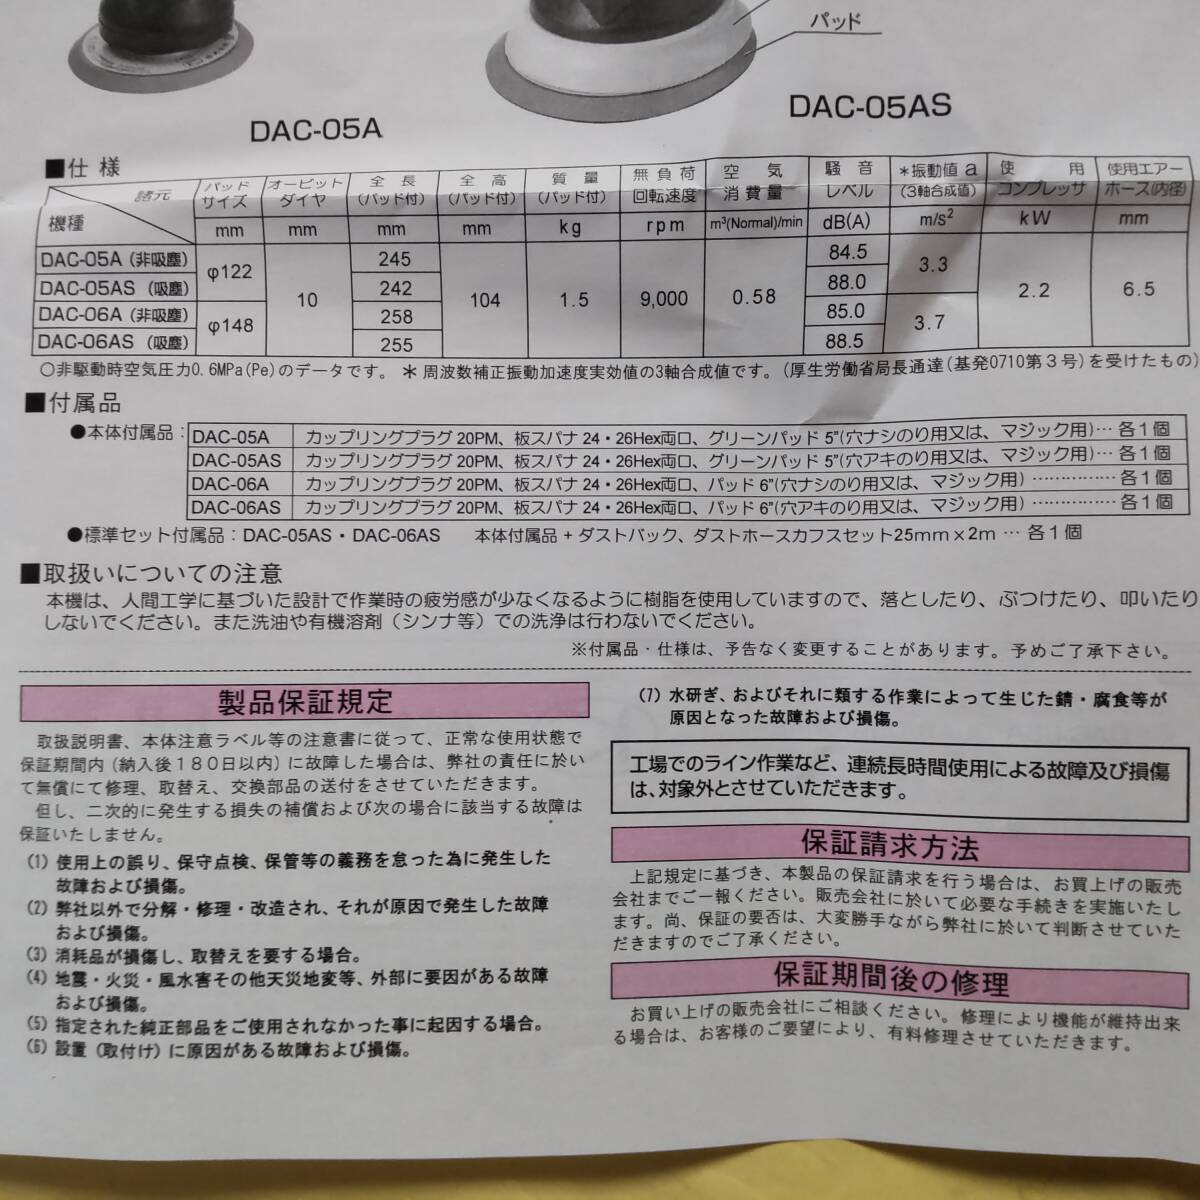 パッド
DAC-05A
DAC-05AS
■仕 様
諸元
機種
パッドサイズ mm
オービットダイヤ mm
全長(パッド付) mm
全高(パッド付) mm
質量(パッド付) kg
無負荷回転速度 rpm
空気消費量 m³(Normal)/min
騒音レベル dB(A)
*振動値 a (3軸合成値) m/s²
使用コンプレッサ kW
使用エアーホース(内径) mm
DAC-05A (非吸塵) φ122 10 245 104 1.5 9,000 0.58 84.5 3.3 2.2 6.5
DAC-05AS (吸塵) 242 88.0
DAC-06A (非吸塵) φ148 258 85.0 3.7
DAC-06AS (吸塵) 255 88.5
○非駆動時空気圧力0.6MPa(Pe)のデータです。 *周波数補正振動加速度実効値の3軸合成値です。(厚生労働省局長通達(基発0710第3号)を受けたもの)
■付属品
●本体付属品:
DAC-05A カップリングプラグ20PM、板スパナ24・26Hex両口、グリーンパッド 5"(穴ナシのり用又は、マジック用)… 各1個
DAC-05AS カップリングプラグ20PM、板スパナ24・26Hex両口、グリーンパッド 5"(穴アキのり用又は、マジック用)… 各1個
DAC-06A カップリングプラグ20PM、板スパナ24・26Hex両口、パッド 6"(穴ナシのり用又は、マジック用) …………… 各1個
DAC-06AS カップリングプラグ20PM、板スパナ24・26Hex両口、パッド 6"(穴アキのり用又は、マジック用) …………… 各1個
●標準セット付属品:DAC-05AS・DAC-06AS 本体付属品 + ダストバック、ダストホースカフスセット25mm×2m … 各1個
■取扱いについての注意
本機は、人間工学に基づいた設計で作業時の疲労感が少なくなるように樹脂を使用していますので、落としたり、ぶつけたり、叩いたり
しないでください。また洗油や有機溶剤(シンナ等)での洗浄は行わないでください。
※付属品・仕様は、予告なく変更することがあります。予めご了承下さい。
製品保証規定
取扱説明書、本体注意ラベル等の注意書に従って、正常な使用状態で
保証期間内(納入後180日以内)に故障した場合は、弊社の責任に於い
て無償にて修理、取替え、交換部品の送付をさせていただきます。
但し、二次的に発生する損失の補償および次の場合に該当する故障は
保証いたしません。
(1) 使用上の誤り、保守点検、保管等の義務を怠った為に発生した
故障および損傷。
(2) 弊社以外で分解・修理・改造され、それが原因で発生した故障
および損傷。
(3) 消耗品が損傷し、取替えを要する場合。
(4) 地震・火災・風水害その他天災地変等、外部に要因がある故障
および損傷。
(5) 指定された純正部品をご使用されなかった事に起因する場合。
(6) 設置(取付け)に原因がある故障および損傷。
(7) 水研ぎ、およびそれに類する作業によって生じた錆・腐食等が
原因となった故障および損傷。
工場でのライン作業など、連続長時間使用による故障及び損傷
は、対象外とさせていただきます。
保証請求方法
上記規定に基づき、本製品の保証請求を行う場合は、お買上げの販売
会社までご一報ください。販売会社に於いて必要な手続きを実施いたし
ます。尚、保証の要否は、大変勝手ながら弊社に於いて判断させていた
だきますのでご了承ください。
保証期間後の修理
お買い上げの販売会社にご相談ください。修理により機能が維持出来
る場合は、お客様のご要望により、有料修理させていただきます。